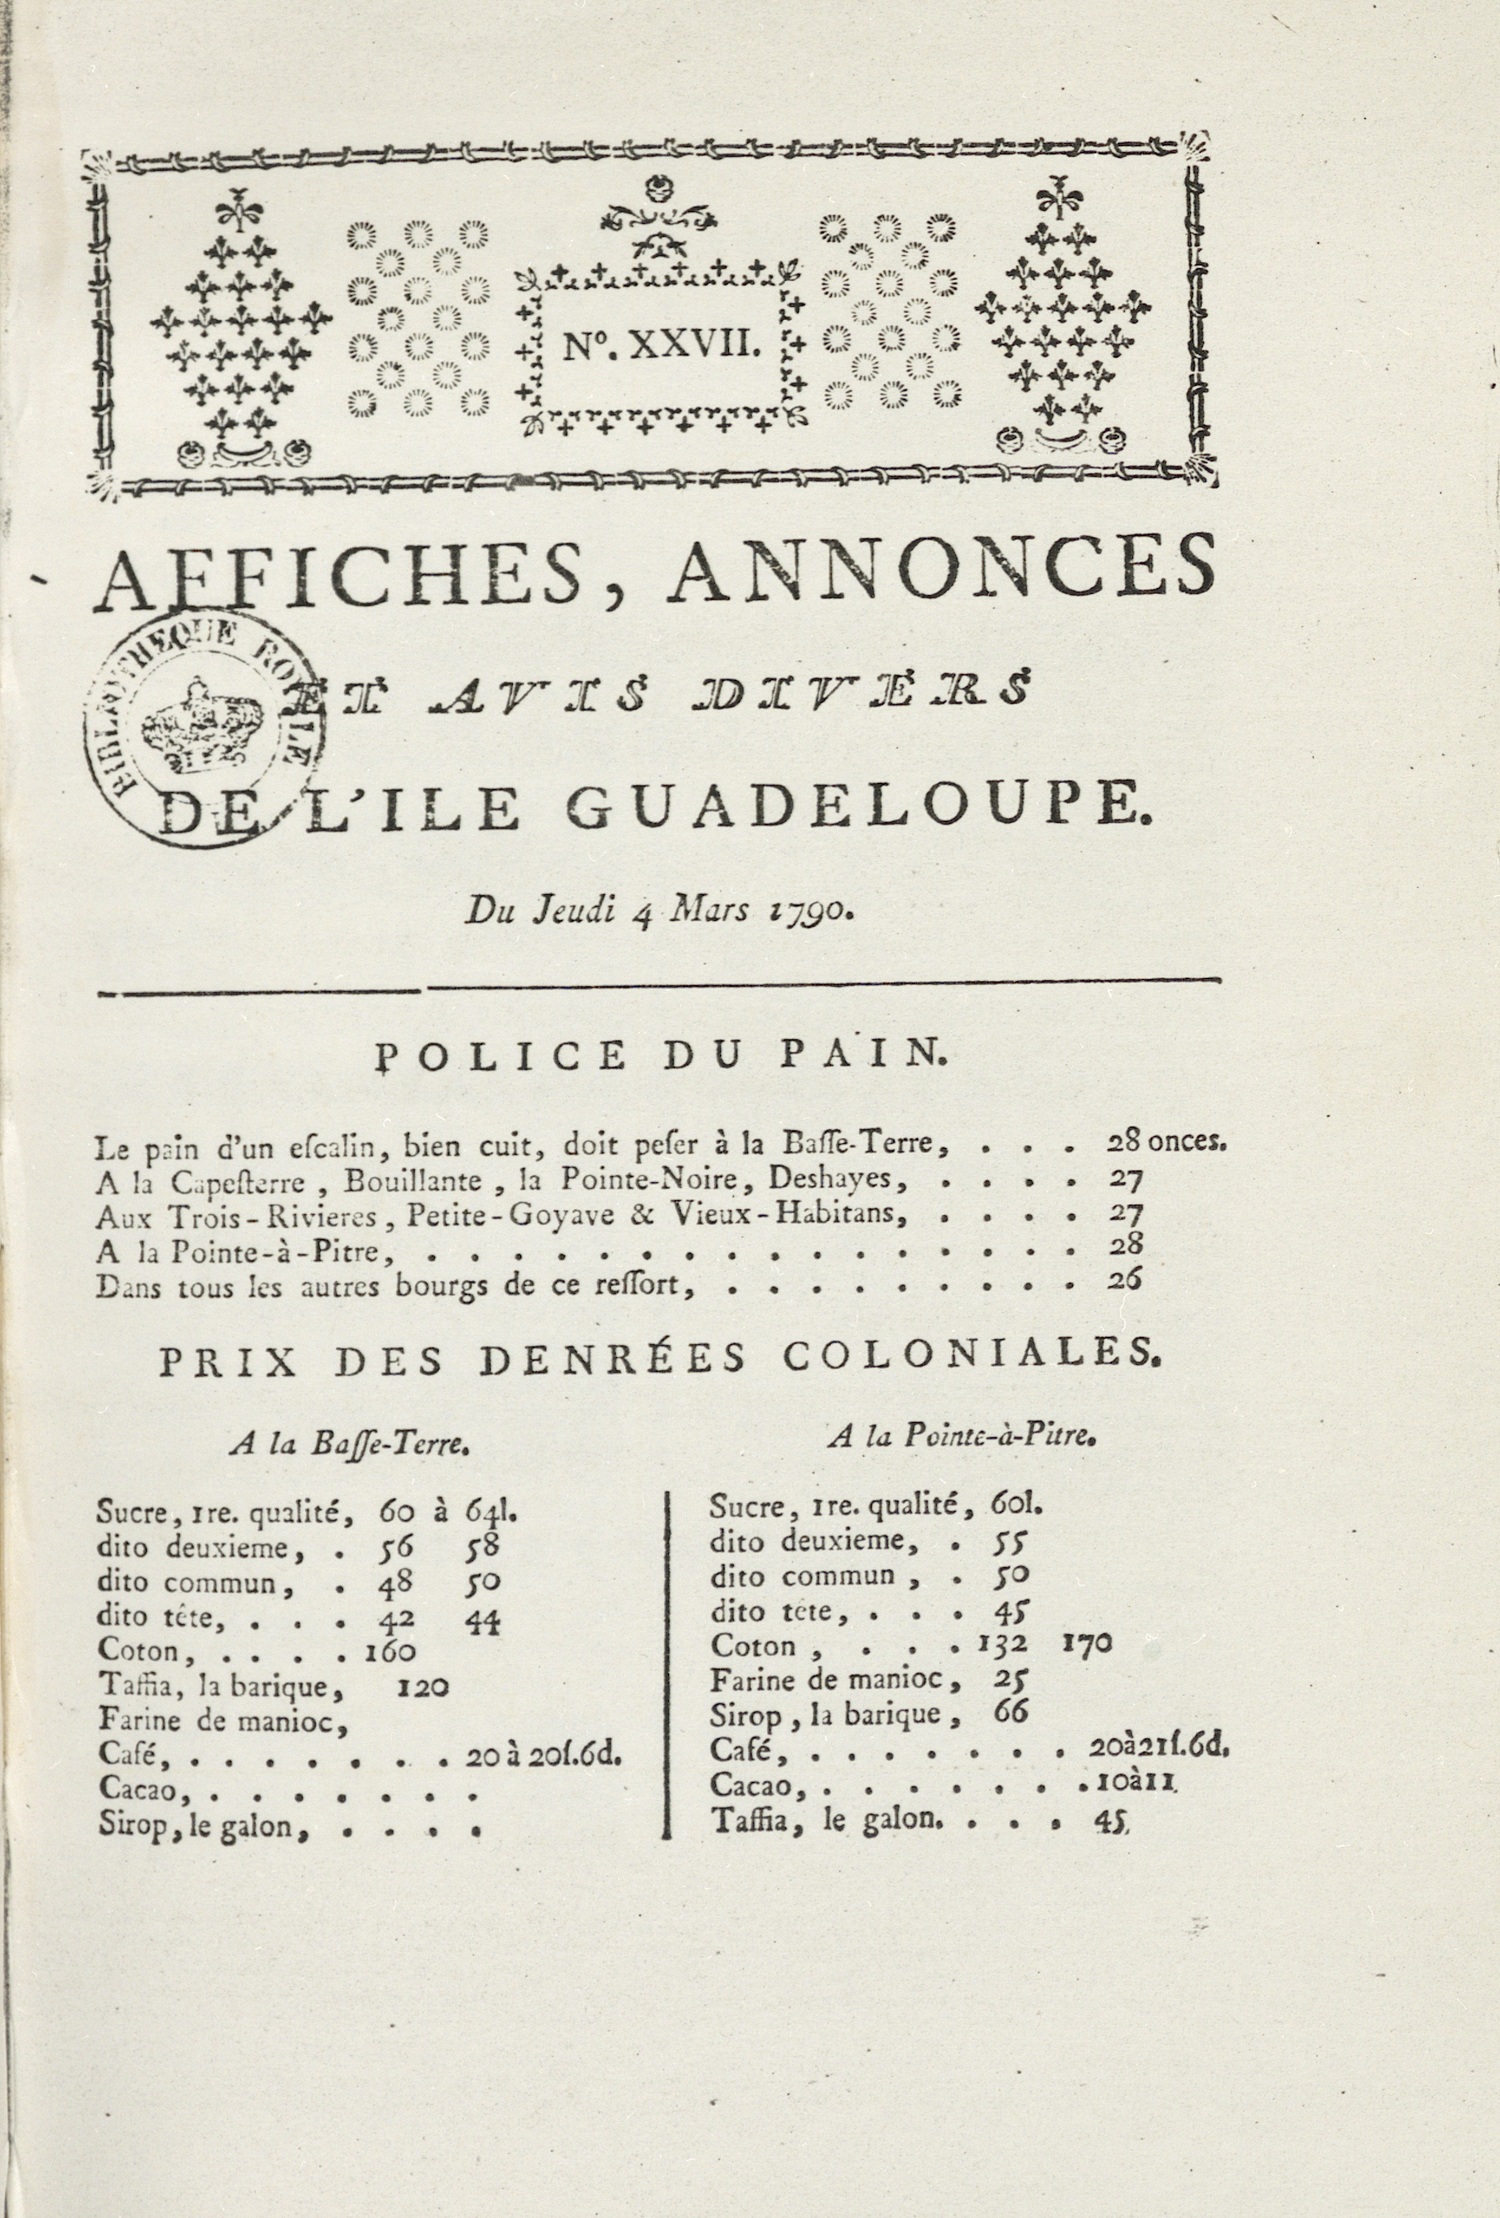 Nº. XXVII.
AFFICHES, ANNONCES
ET AVIS DIVERS
BIBLIOTHEQUE ROYALE
DE L'ILE GUADELOUPE.
Du Jeudi 4 Mars 1790.
POLICE DU PAIN.
Le pain d'un eſcalin, bien cuit, doit peſer à la Baſſe-Terre, . . . 28 onces.
A la Capeſterre, Bouillante, la Pointe-Noire, Deshayes, . . . . 27
Aux Trois-Rivieres, Petite-Goyave & Vieux-Habitans, . . . . 27
A la Pointe-à-Pitre, . . . . . . . . . . . . . . . . 28
Dans tous les autres bourgs de ce reſſort, . . . . . . . . . 26
PRIX DES DENRÉES COLONIALES.
A la Baſſe-Terre.
Sucre, 1re. qualité, 60 à 64l.
dito deuxieme, . 56 58
dito commun, . 48 50
dito tête, . . . 42 44
Coton, . . . . 160
Taffia, la barique, 120
Farine de manioc,
Café, . . . . . . . 20 à 20ſ.6d.
Cacao, . . . . . . .
Sirop, le galon, . . . .
A la Pointe-à-Pitre.
Sucre, 1re. qualité, 60l.
dito deuxieme, . 55
dito commun, . 50
dito tête, . . . 45
Coton, . . . 132 170
Farine de manioc, 25
Sirop, la barique, 66
Café, . . . . . . . 20à21ſ.6d.
Cacao, . . . . . . . 10à11.
Taffia, le galon. . . . 45.